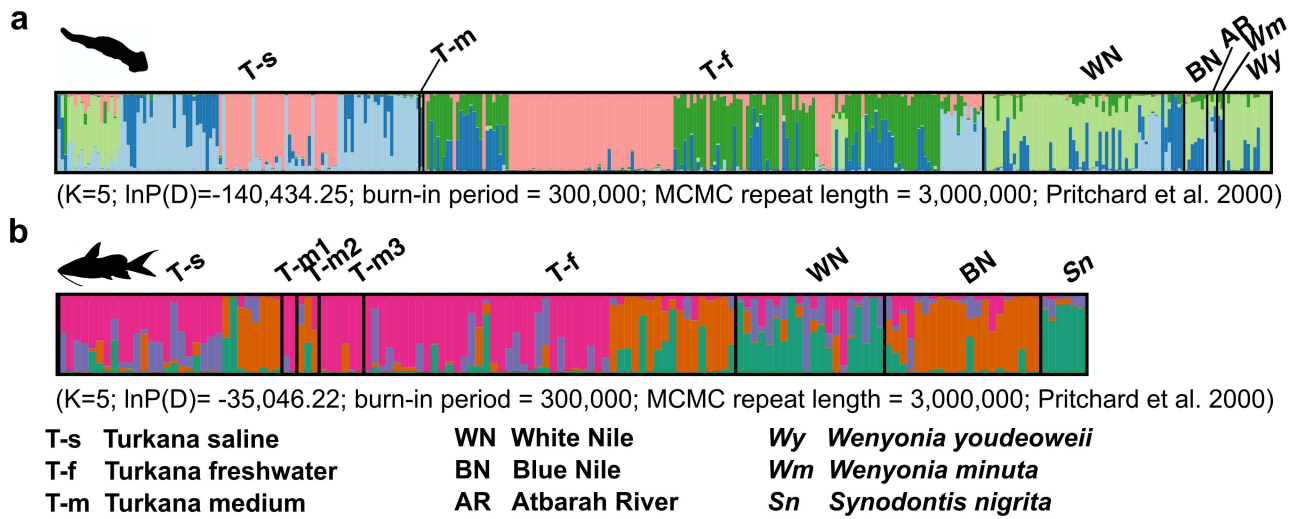 a
T-s T-m T-f WN BN AR Wm Wy
(K=5; lnP(D)=-140,434.25; burn-in period = 300,000; MCMC repeat length = 3,000,000; Pritchard et al. 2000)
b
T-s T-m1 T-m2 T-m3 T-f WN BN Sn
(K=5; lnP(D)= -35,046.22; burn-in period = 300,000; MCMC repeat length = 3,000,000; Pritchard et al. 2000)
T-s Turkana saline WN White Nile Wy Wenyonia youdeoweii
T-f Turkana freshwater BN Blue Nile Wm Wenyonia minuta
T-m Turkana medium AR Atbarah River Sn Synodontis nigrita